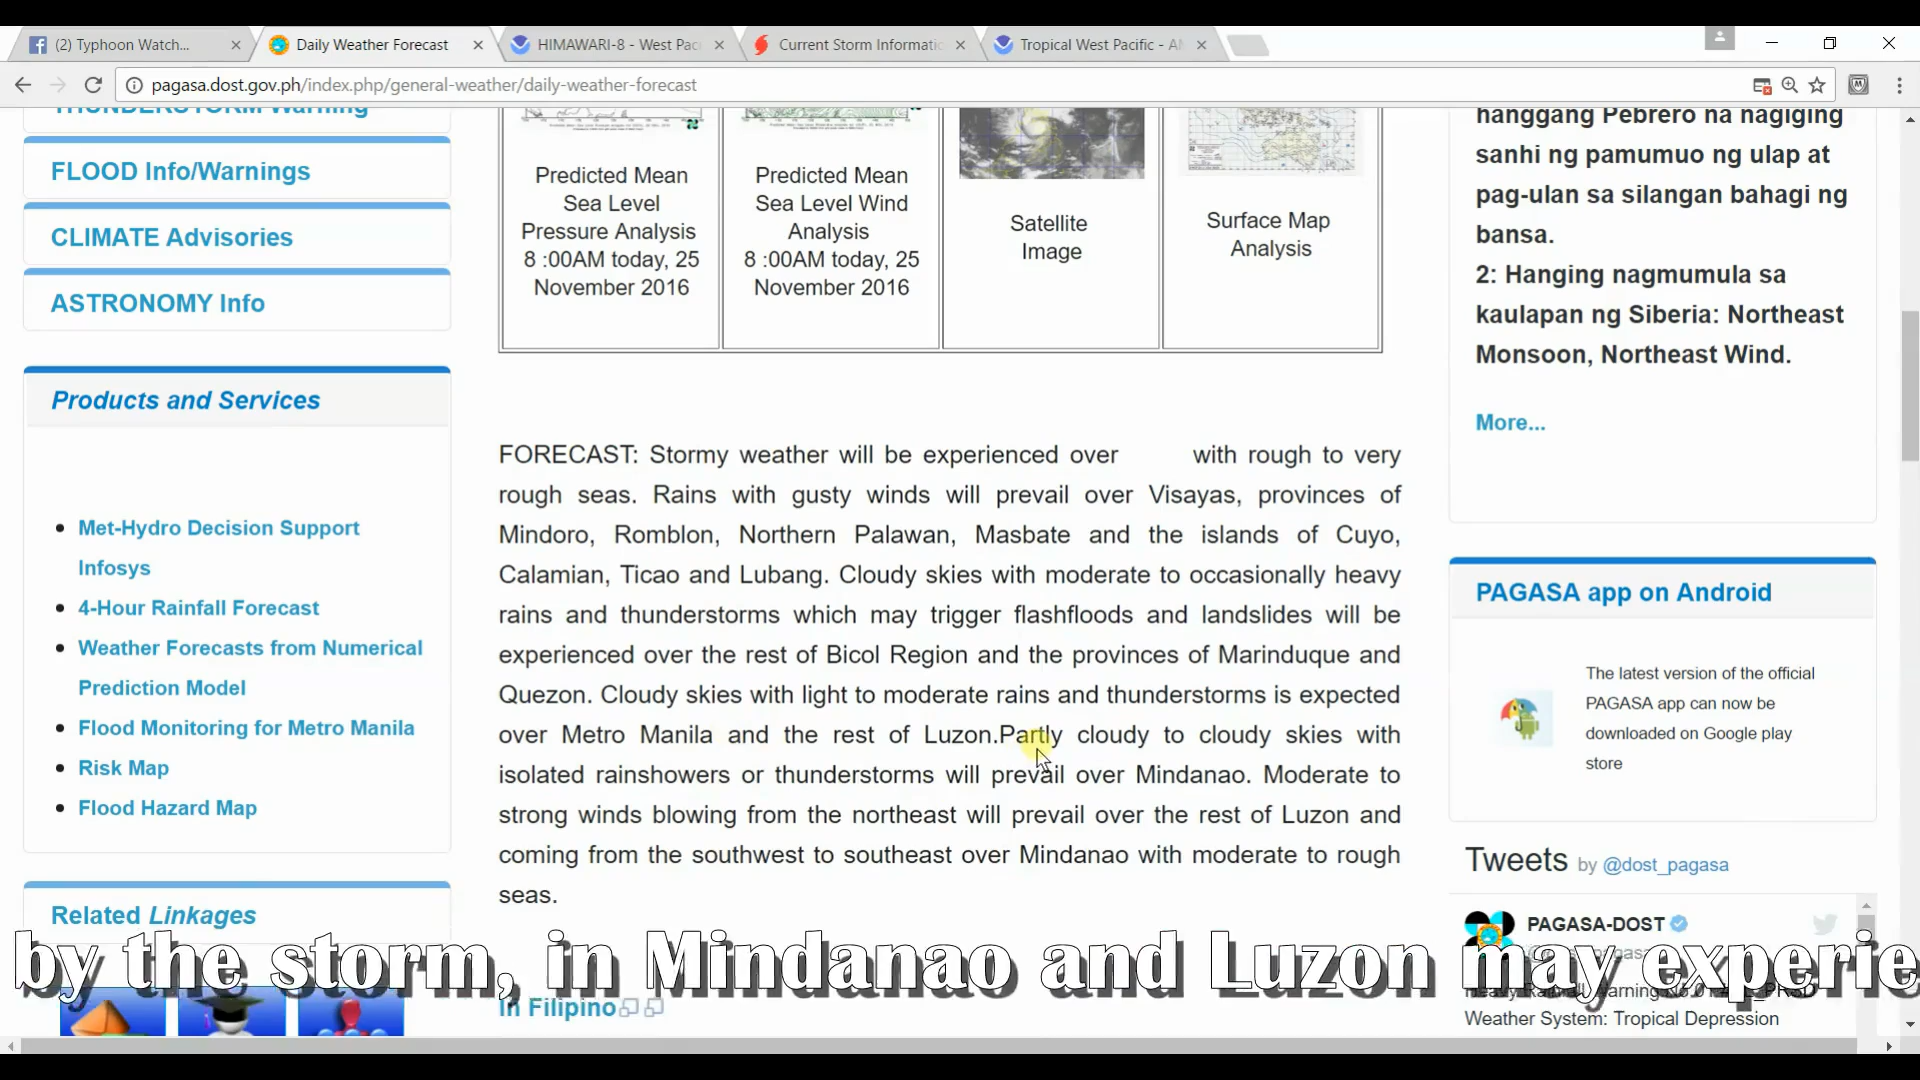 (2) Typhoon Watch...
Daily Weather Forecast
HIMAWARI-8 - West Paci
Current Storm Informatio
Tropical West Pacific - AN
pagasa.dost.gov.ph/index.php/general-weather/daily-weather-forecast
THUNDERSTORM Warning
FLOOD Info/Warnings
CLIMATE Advisories
ASTRONOMY Info
Products and Services
Met-Hydro Decision Support
Infosys
4-Hour Rainfall Forecast
Weather Forecasts from Numerical
Prediction Model
Flood Monitoring for Metro Manila
Risk Map
Flood Hazard Map
Related Linkages
Predicted Mean
Sea Level
Pressure Analysis
8 :00AM today, 25
November 2016
Predicted Mean
Sea Level Wind
Analysis
8 :00AM today, 25
November 2016
Satellite
Image
Surface Map
Analysis
FORECAST: Stormy weather will be experienced over with rough to very
rough seas. Rains with gusty winds will prevail over Visayas, provinces of
Mindoro, Romblon, Northern Palawan, Masbate and the islands of Cuyo,
Calamian, Ticao and Lubang. Cloudy skies with moderate to occasionally heavy
rains and thunderstorms which may trigger flashfloods and landslides will be
experienced over the rest of Bicol Region and the provinces of Marinduque and
Quezon. Cloudy skies with light to moderate rains and thunderstorms is expected
over Metro Manila and the rest of Luzon.Partly cloudy to cloudy skies with
isolated rainshowers or thunderstorms will prevail over Mindanao. Moderate to
strong winds blowing from the northeast will prevail over the rest of Luzon and
coming from the southwest to southeast over Mindanao with moderate to rough
seas.
In Filipino
hanggang Pebrero na nagiging
sanhi ng pamumuo ng ulap at
pag-ulan sa silangan bahagi ng
bansa.
2: Hanging nagmumula sa
kaulapan ng Siberia: Northeast
Monsoon, Northeast Wind.
More...
PAGASA app on Android
The latest version of the official
PAGASA app can now be
downloaded on Google play
store
Tweets by @dost_pagasa
PAGASA-DOST
Weather System: Tropical Depression
by the storm, in Mindanao and Luzon may experie